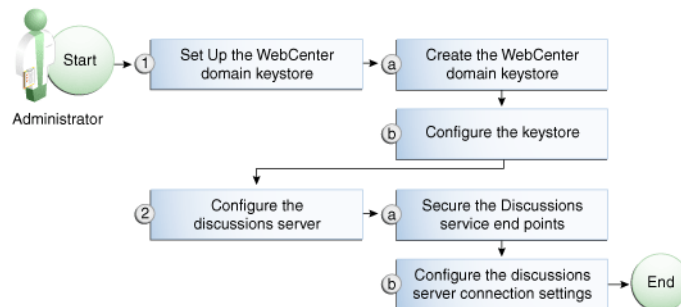 Start
Administrator
1
Set Up the WebCenter
domain keystore
a
Create the WebCenter
domain keystore
b
Configure the keystore
2
Configure the
discussions server
a
Secure the Discussions
service end points
b
Configure the discussions
server connection settings
End